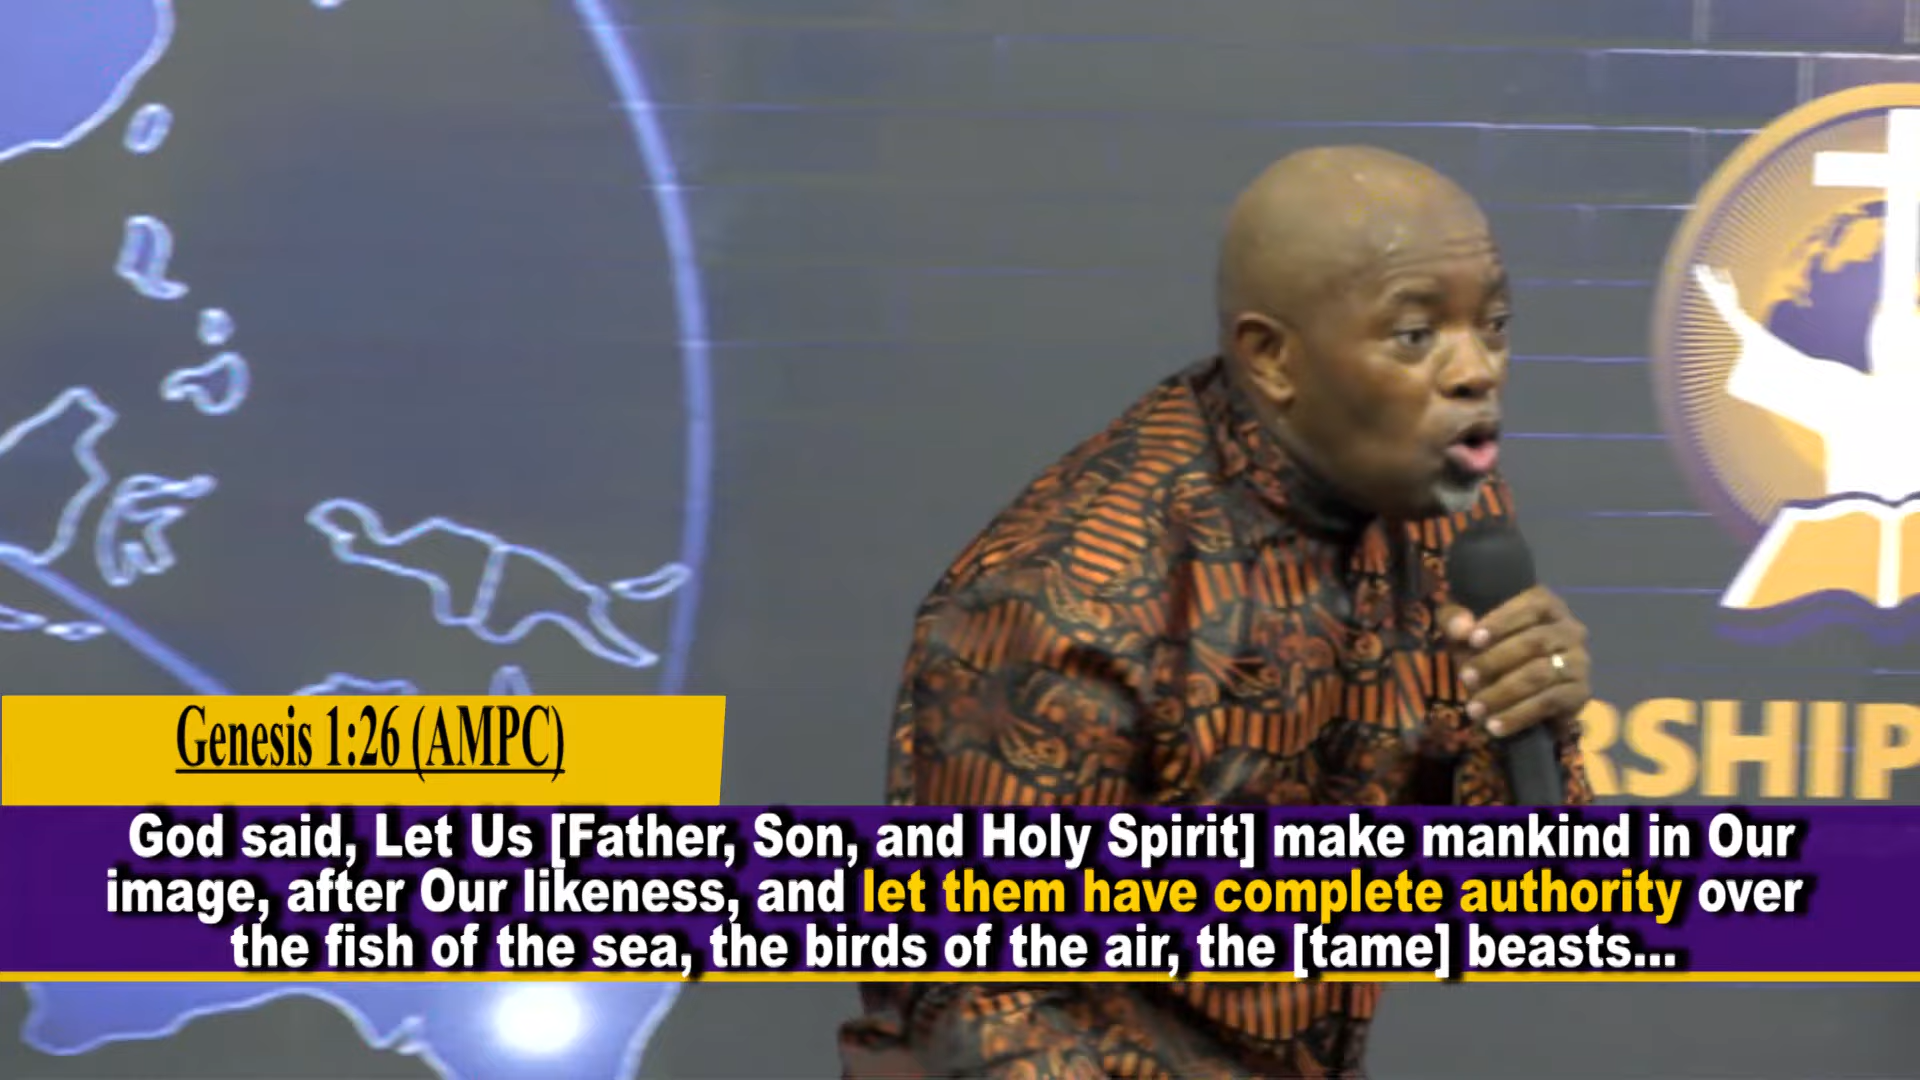 RSHIP
Genesis 1:26 (AMPC)
God said, Let Us [Father, Son, and Holy Spirit] make mankind in Our
image, after Our likeness, and let them have complete authority over
the fish of the sea, the birds of the air, the [tame] beasts...